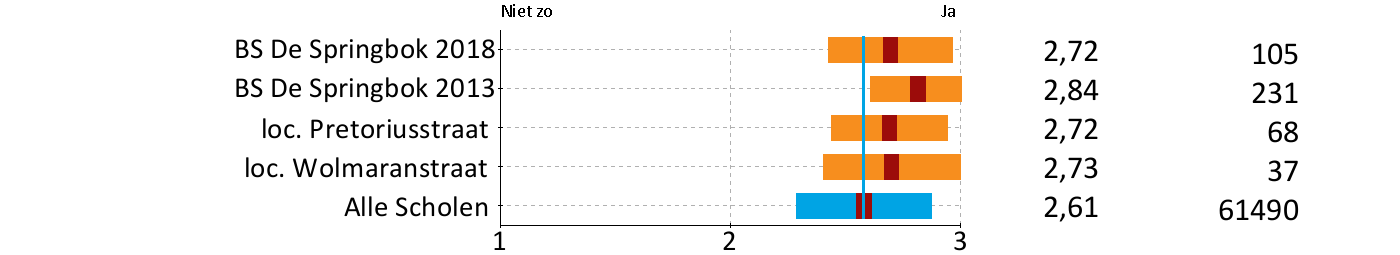 Niet zo Ja
BS De Springbok 2018 2,72 105
BS De Springbok 2013 2,84 231
loc. Pretoriusstraat 2,72 68
loc. Wolmaranstraat 2,73 37
Alle Scholen 2,61 61490
1 2 3